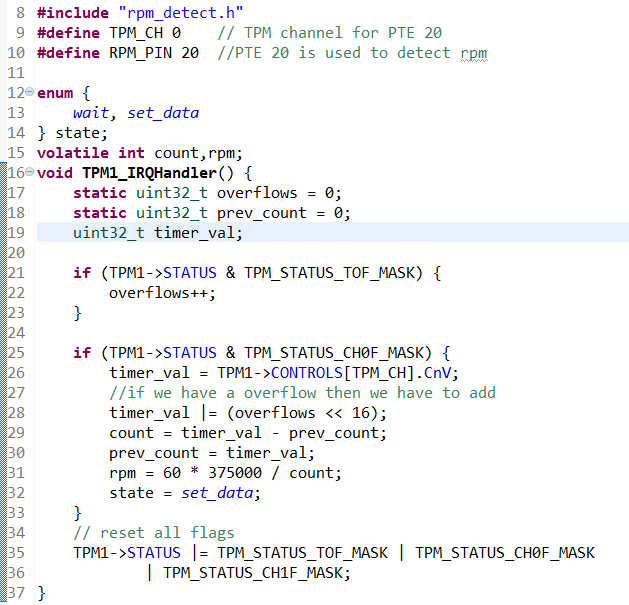 8 #include "rpm_detect.h"
9 #define TPM_CH 0    // TPM channel for PTE 20
10 #define RPM_PIN 20  //PTE 20 is used to detect rpm
11
12 enum {
13     wait, set_data
14 } state;
15 volatile int count,rpm;
16 void TPM1_IRQHandler() {
17     static uint32_t overflows = 0;
18     static uint32_t prev_count = 0;
19     uint32_t timer_val;
20
21     if (TPM1->STATUS & TPM_STATUS_TOF_MASK) {
22         overflows++;
23     }
24
25     if (TPM1->STATUS & TPM_STATUS_CH0F_MASK) {
26         timer_val = TPM1->CONTROLS[TPM_CH].CnV;
27         //if we have a overflow then we have to add
28         timer_val |= (overflows << 16);
29         count = timer_val - prev_count;
30         prev_count = timer_val;
31         rpm = 60 * 375000 / count;
32         state = set_data;
33     }
34     // reset all flags
35     TPM1->STATUS |= TPM_STATUS_TOF_MASK | TPM_STATUS_CH0F_MASK
36             | TPM_STATUS_CH1F_MASK;
37 }